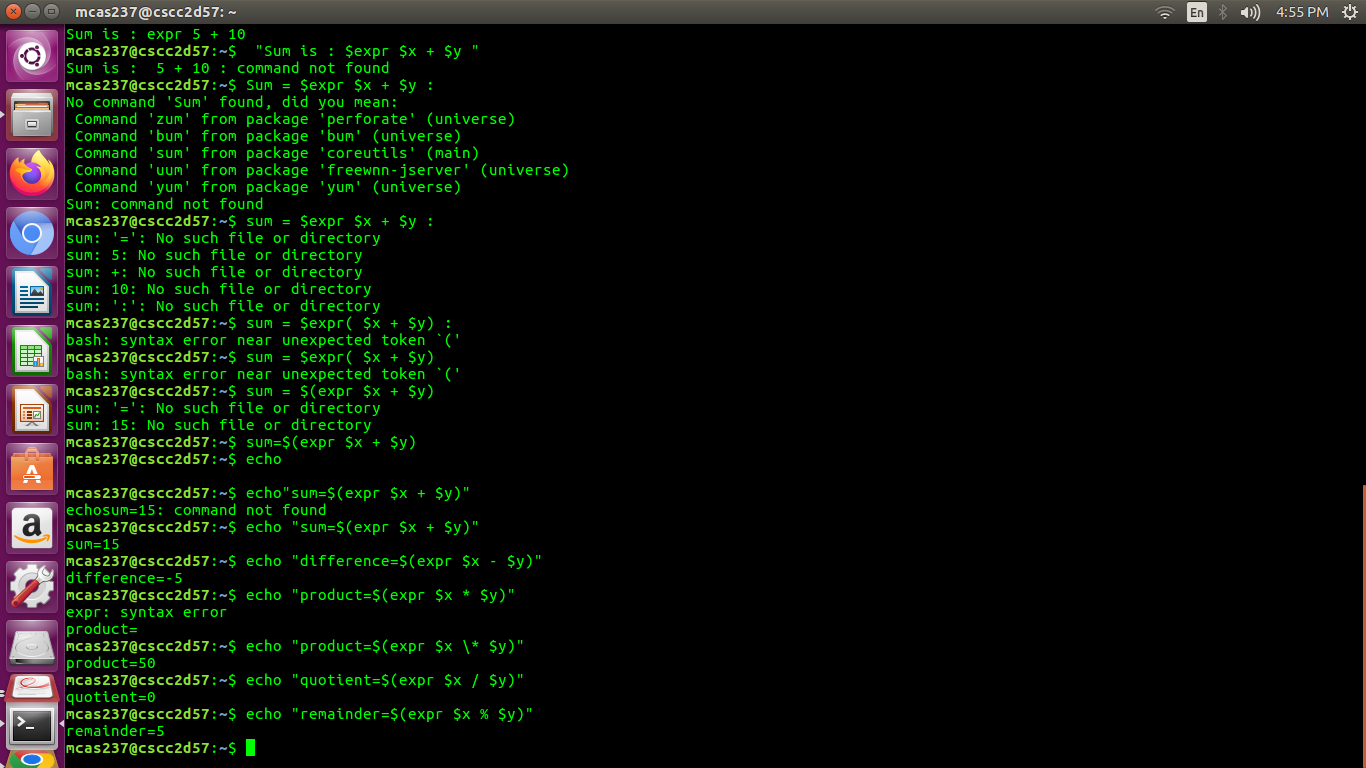 mcas237@cscc2d57: ~
En
4:55 PM
Sum is : expr 5 + 10
mcas237@cscc2d57:~$  "Sum is : $expr $x + $y "
Sum is :  5 + 10 : command not found
mcas237@cscc2d57:~$ Sum = $expr $x + $y :
No command 'Sum' found, did you mean:
 Command 'zum' from package 'perforate' (universe)
 Command 'bum' from package 'bum' (universe)
 Command 'sum' from package 'coreutils' (main)
 Command 'uum' from package 'freewnn-jserver' (universe)
 Command 'yum' from package 'yum' (universe)
Sum: command not found
mcas237@cscc2d57:~$ sum = $expr $x + $y :
sum: '=': No such file or directory
sum: 5: No such file or directory
sum: +: No such file or directory
sum: 10: No such file or directory
sum: ':': No such file or directory
mcas237@cscc2d57:~$ sum = $expr( $x + $y) :
bash: syntax error near unexpected token `('
mcas237@cscc2d57:~$ sum = $expr( $x + $y)
bash: syntax error near unexpected token `('
mcas237@cscc2d57:~$ sum = $(expr $x + $y)
sum: '=': No such file or directory
sum: 15: No such file or directory
mcas237@cscc2d57:~$ sum=$(expr $x + $y)
mcas237@cscc2d57:~$ echo

mcas237@cscc2d57:~$ echo"sum=$(expr $x + $y)"
echosum=15: command not found
mcas237@cscc2d57:~$ echo "sum=$(expr $x + $y)"
sum=15
mcas237@cscc2d57:~$ echo "difference=$(expr $x - $y)"
difference=-5
mcas237@cscc2d57:~$ echo "product=$(expr $x * $y)"
expr: syntax error
product=
mcas237@cscc2d57:~$ echo "product=$(expr $x \* $y)"
product=50
mcas237@cscc2d57:~$ echo "quotient=$(expr $x / $y)"
quotient=0
mcas237@cscc2d57:~$ echo "remainder=$(expr $x % $y)"
remainder=5
mcas237@cscc2d57:~$